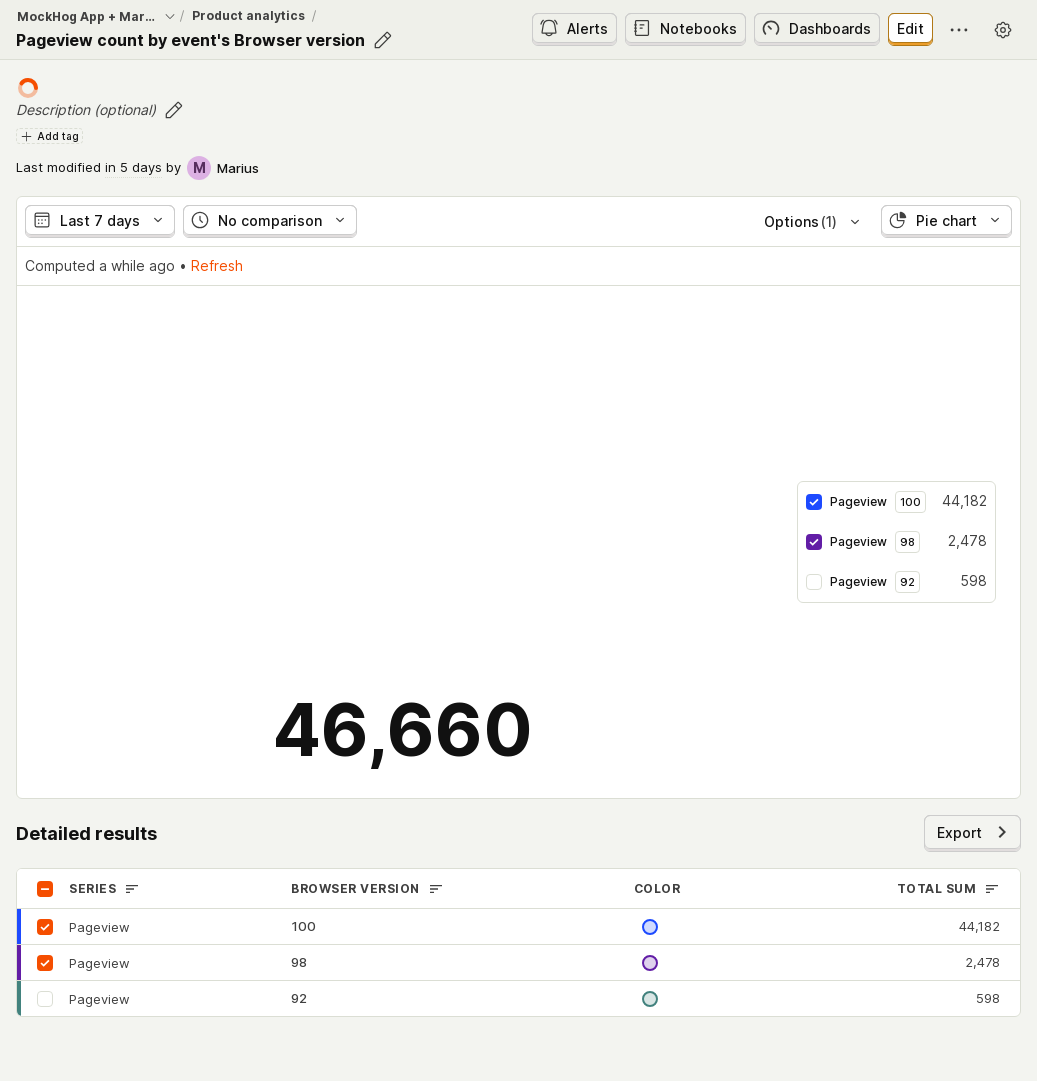 MockHog App + Mar... / Product analytics /
Pageview count by event's Browser version
Alerts Notebooks Dashboards Edit
Description (optional)
Add tag
Last modified in 5 days by M Marius
Last 7 days No comparison Options (1) Pie chart
Computed a while ago • Refresh
Pageview 100 44,182
Pageview 98 2,478
Pageview 92 598
46,660
Detailed results Export
SERIES BROWSER VERSION COLOR TOTAL SUM
Pageview 100 44,182
Pageview 98 2,478
Pageview 92 598